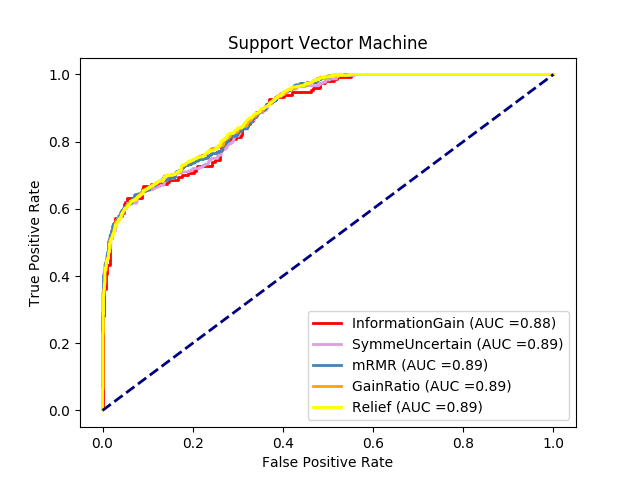 Support Vector Machine
True Positive Rate
1.0
0.8
0.6
0.4
0.2
0.0
InformationGain (AUC =0.88)
SymmeUncertain (AUC =0.89)
mRMR (AUC =0.89)
GainRatio (AUC =0.89)
Relief (AUC =0.89)
0.0 0.2 0.4 0.6 0.8 1.0
False Positive Rate